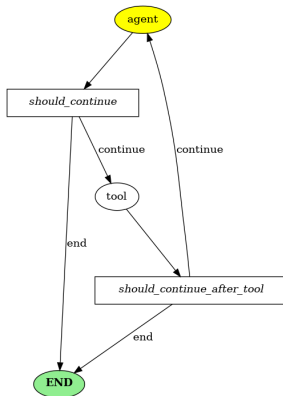 agent
should_continue
continue
continue
tool
end
should_continue_after_tool
end
END